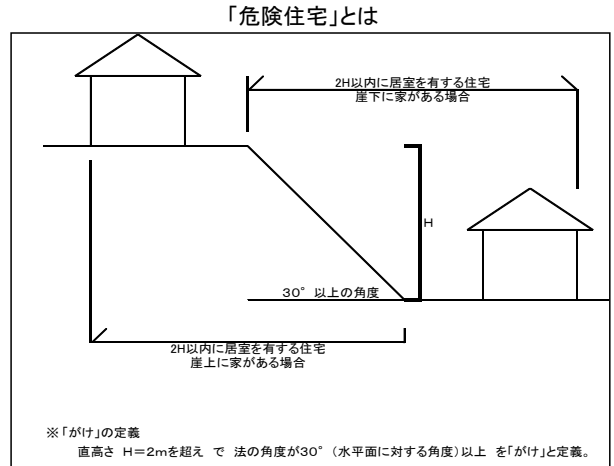 「危険住宅」とは
2H以内に居室を有する住宅
崖下に家がある場合
H
30°以上の角度
2H以内に居室を有する住宅
崖上に家がある場合
※「がけ」の定義
直高さ H=2mを超え で 法の角度が30°(水平面に対する角度)以上 を「がけ」と定義。